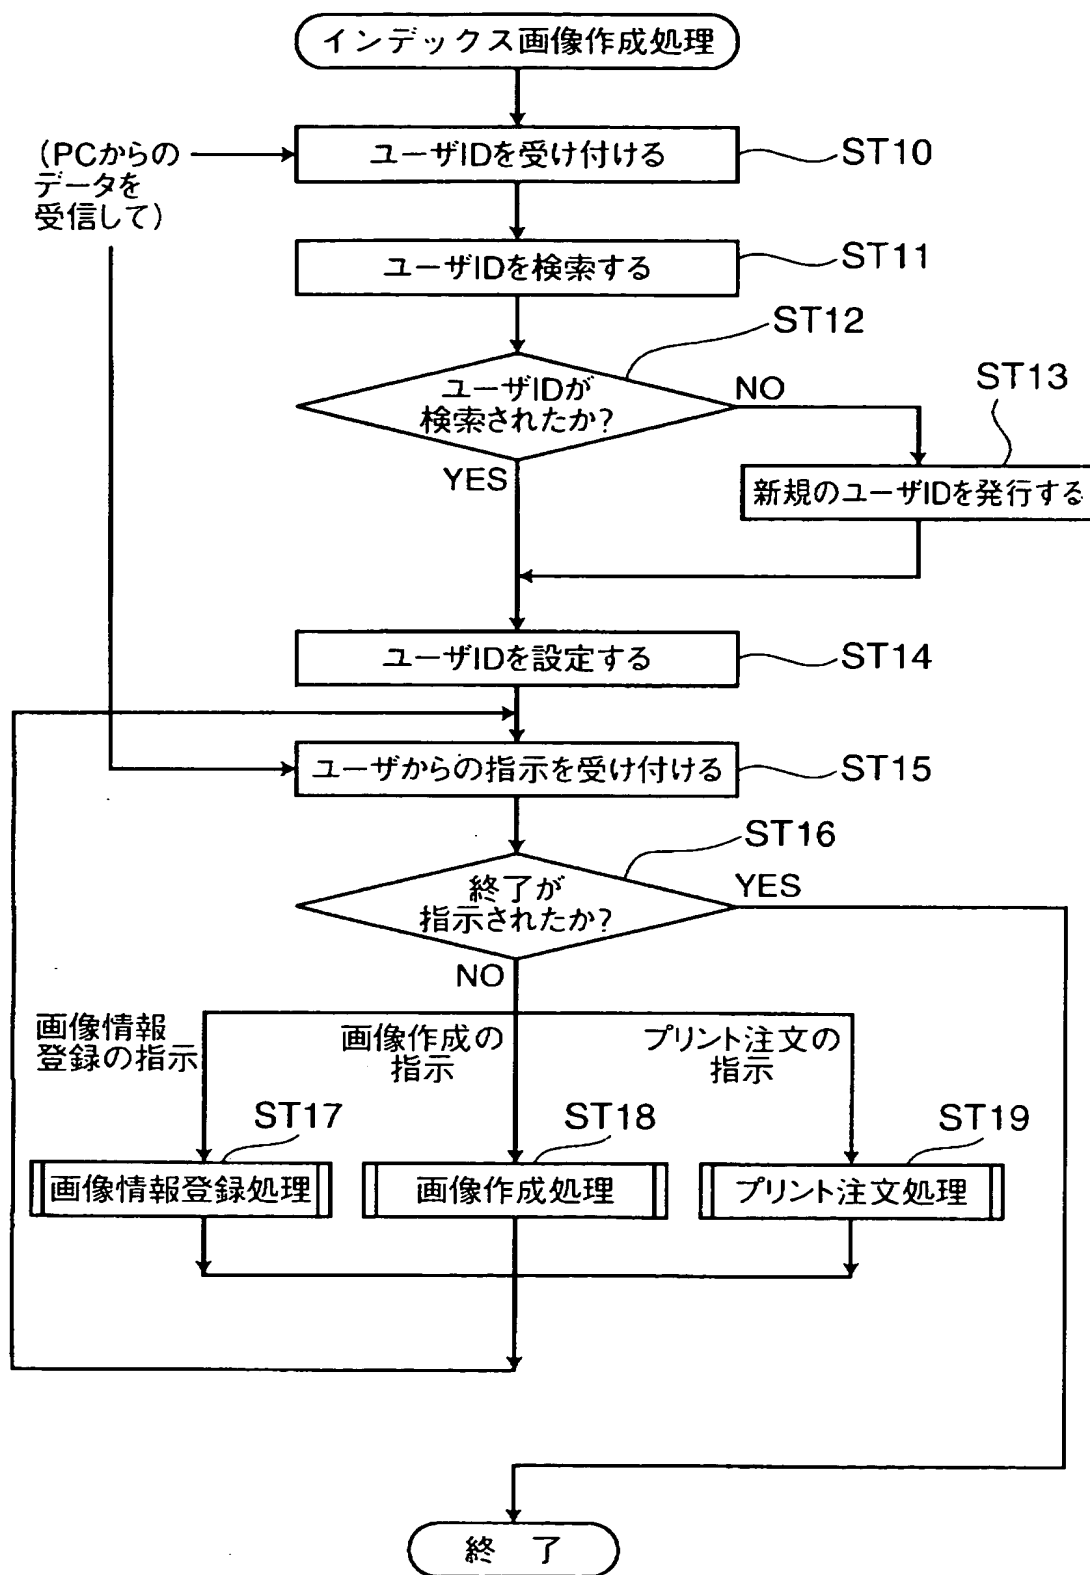 インデックス画像作成処理
(PCからの
データを
受信して)
ユーザIDを受け付ける
ST10
ユーザIDを検索する
ST11
ST12
ユーザIDが
検索されたか?
NO
YES
ST13
新規のユーザIDを発行する
ユーザIDを設定する
ST14
ユーザからの指示を受け付ける
ST15
ST16
終了が
指示されたか?
YES
NO
画像情報
登録の指示
画像作成の
指示
プリント注文の
指示
ST17
ST18
ST19
画像情報登録処理
画像作成処理
プリント注文処理
終 了